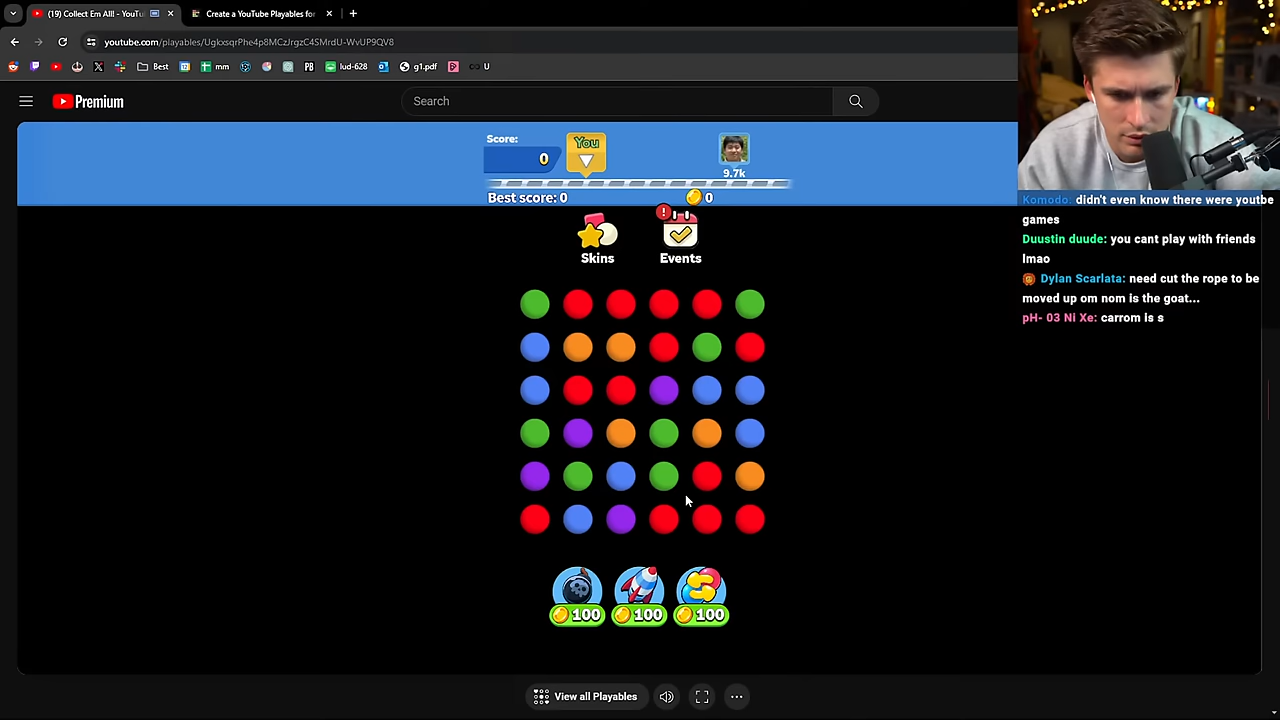 (19) Collect Em All! - YouTu
Create a YouTube Playables for
youtube.com/playables/UgkxsqrPhe4p8MCzJrgzC4SMrdU-WvUP9QV8
Best
mm
PB
lud-628
g1.pdf
U
Premium
Search
Score:
0
You
9.7k
Best score: 0
0
Skins
Events
100
100
100
View all Playables
Komodo: didn't even know there were youtbe
games
Duustin duude: you cant play with friends
lmao
Dylan Scarlata: need cut the rope to be
moved up om nom is the goat...
pH- 03 Ni Xe: carrom is s